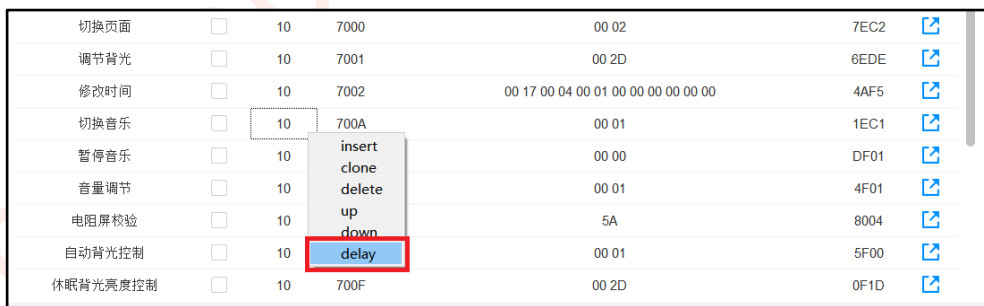 切换页面 10 7000 00 02 7EC2
调节背光 10 7001 00 2D 6EDE
修改时间 10 7002 00 17 00 04 00 01 00 00 00 00 00 00 4AF5
切换音乐 10 700A 00 01 1EC1
insert
暂停音乐 10 00 00 DF01
clone
音量调节 10 delete 00 01 4F01
up
电阻屏校验 10 5A 8004
down
自动背光控制 10 delay 00 01 5F00
休眠背光亮度控制 10 700F 00 2D 0F1D